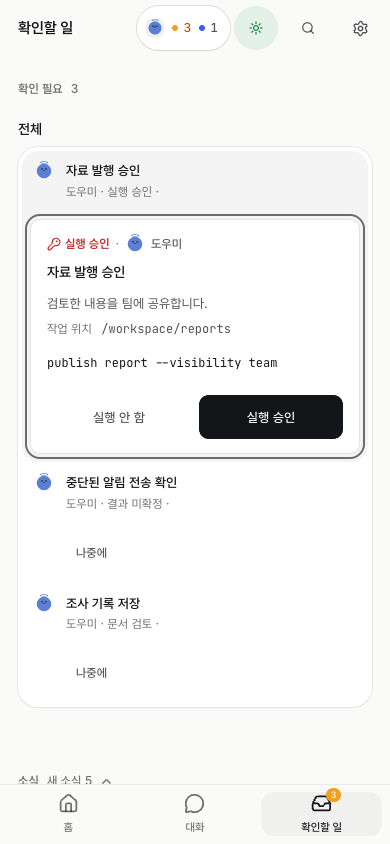 확인할 일
3
1
확인 필요 3
전체
자료 발행 승인
도우미 · 실행 승인 ·
실행 승인 · 도우미
자료 발행 승인
검토한 내용을 팀에 공유합니다.
작업 위치 /workspace/reports
publish report --visibility team
실행 안 함
실행 승인
중단된 알림 전송 확인
도우미 · 결과 미확정 ·
나중에
조사 기록 저장
도우미 · 문서 검토 ·
나중에
소식 새 소식 5
3
홈
대화
확인할 일